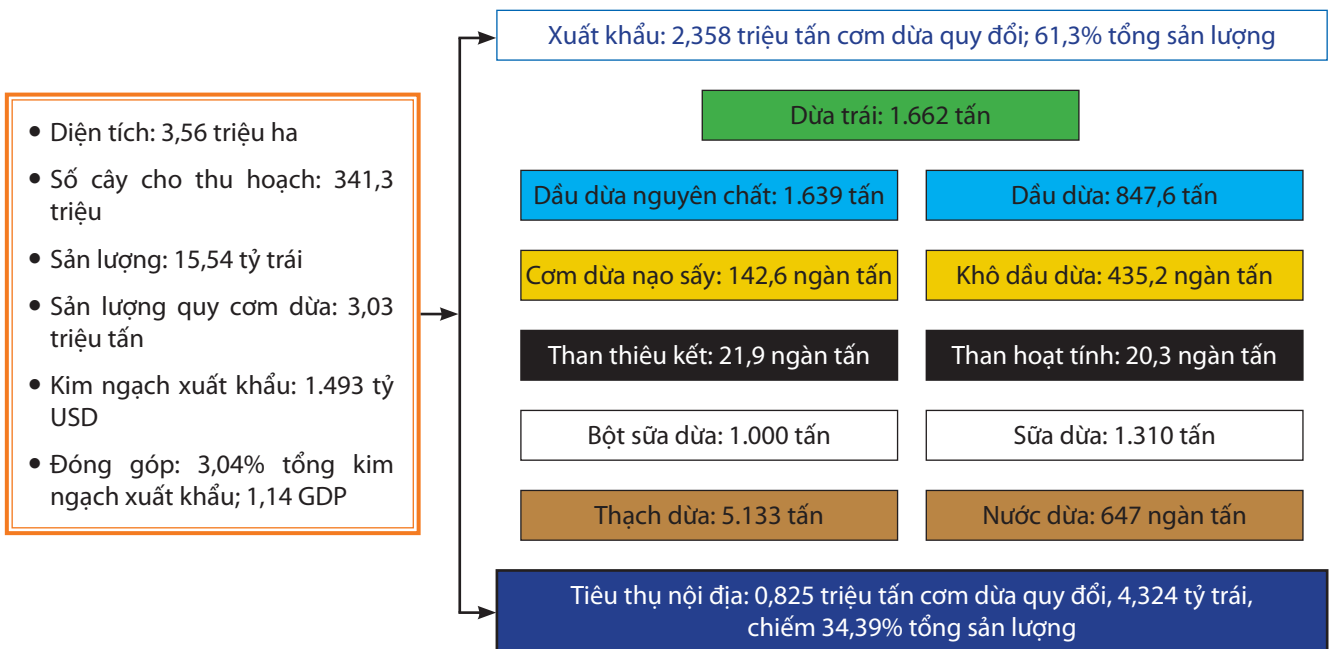 • Diện tích: 3,56 triệu ha
• Số cây cho thu hoạch: 341,3
triệu
• Sản lượng: 15,54 tỷ trái
• Sản lượng quy cơm dừa: 3,03
triệu tấn
• Kim ngạch xuất khẩu: 1.493 tỷ
USD
• Đóng góp: 3,04% tổng kim
ngạch xuất khẩu; 1,14 GDP
Xuất khẩu: 2,358 triệu tấn cơm dừa quy đổi; 61,3% tổng sản lượng
Dừa trái: 1.662 tấn
Dầu dừa nguyên chất: 1.639 tấn
Dầu dừa: 847,6 tấn
Cơm dừa nạo sấy: 142,6 ngàn tấn
Khô dầu dừa: 435,2 ngàn tấn
Than thiêu kết: 21,9 ngàn tấn
Than hoạt tính: 20,3 ngàn tấn
Bột sữa dừa: 1.000 tấn
Sữa dừa: 1.310 tấn
Thạch dừa: 5.133 tấn
Nước dừa: 647 ngàn tấn
Tiêu thụ nội địa: 0,825 triệu tấn cơm dừa quy đổi, 4,324 tỷ trái,
chiếm 34,39% tổng sản lượng